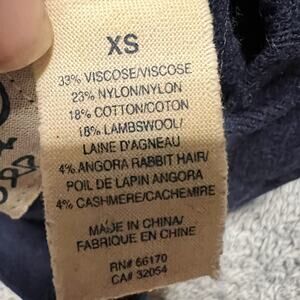 XS
33% VISCOSE/VISCOSE
23% NYLON/NYLON
18% COTTON/COTON
18% LAMBSWOOL/
LAINE D'AGNEAU
4% ANGORA RABBIT HAIR/
POIL DE LAPIN ANGORA
4% CASHMERE/CACHEMIRE
MADE IN CHINA/
FABRIQUE EN CHINE
RN# 66170
CA# 32054